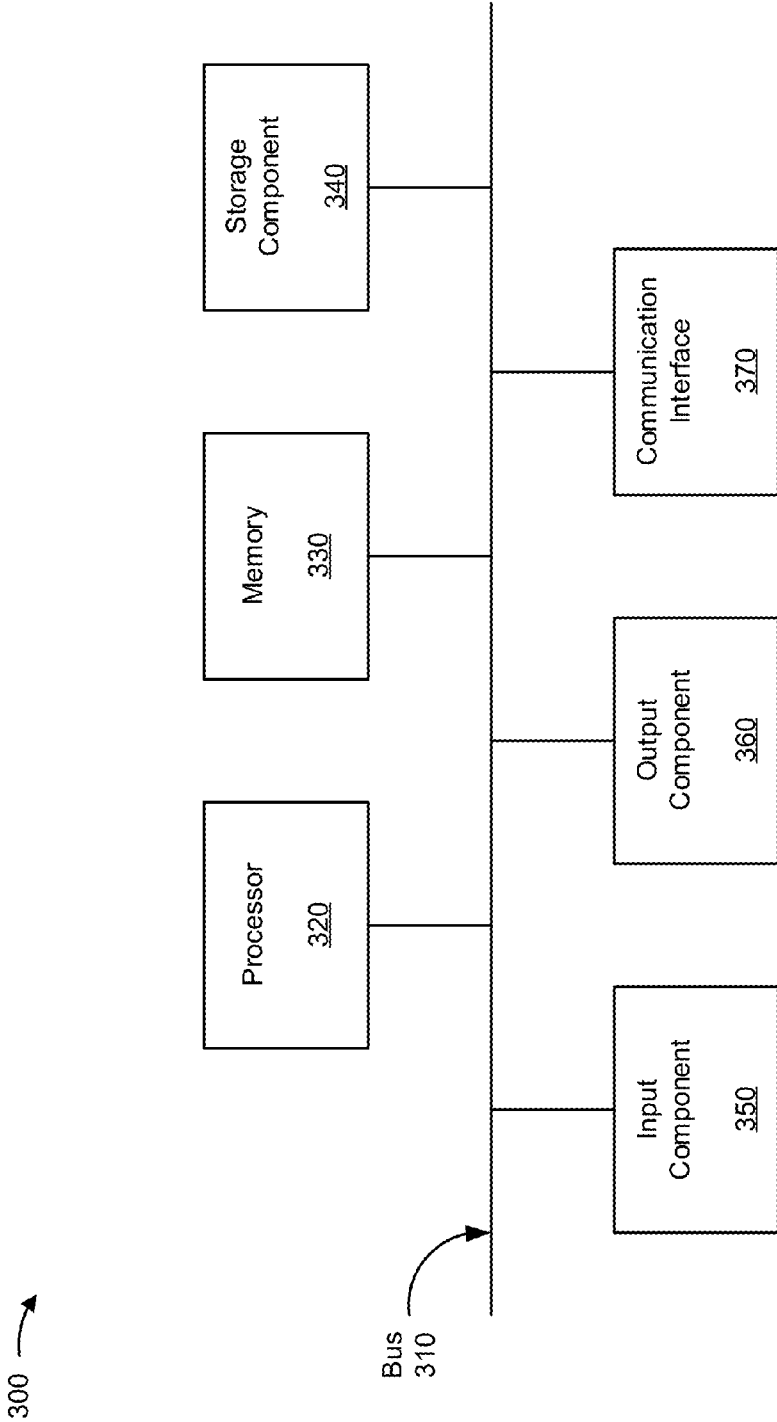 300
Bus
310
Processor
320
Memory
330
Storage
Component
340
Input
Component
350
Output
Component
360
Communication
Interface
370